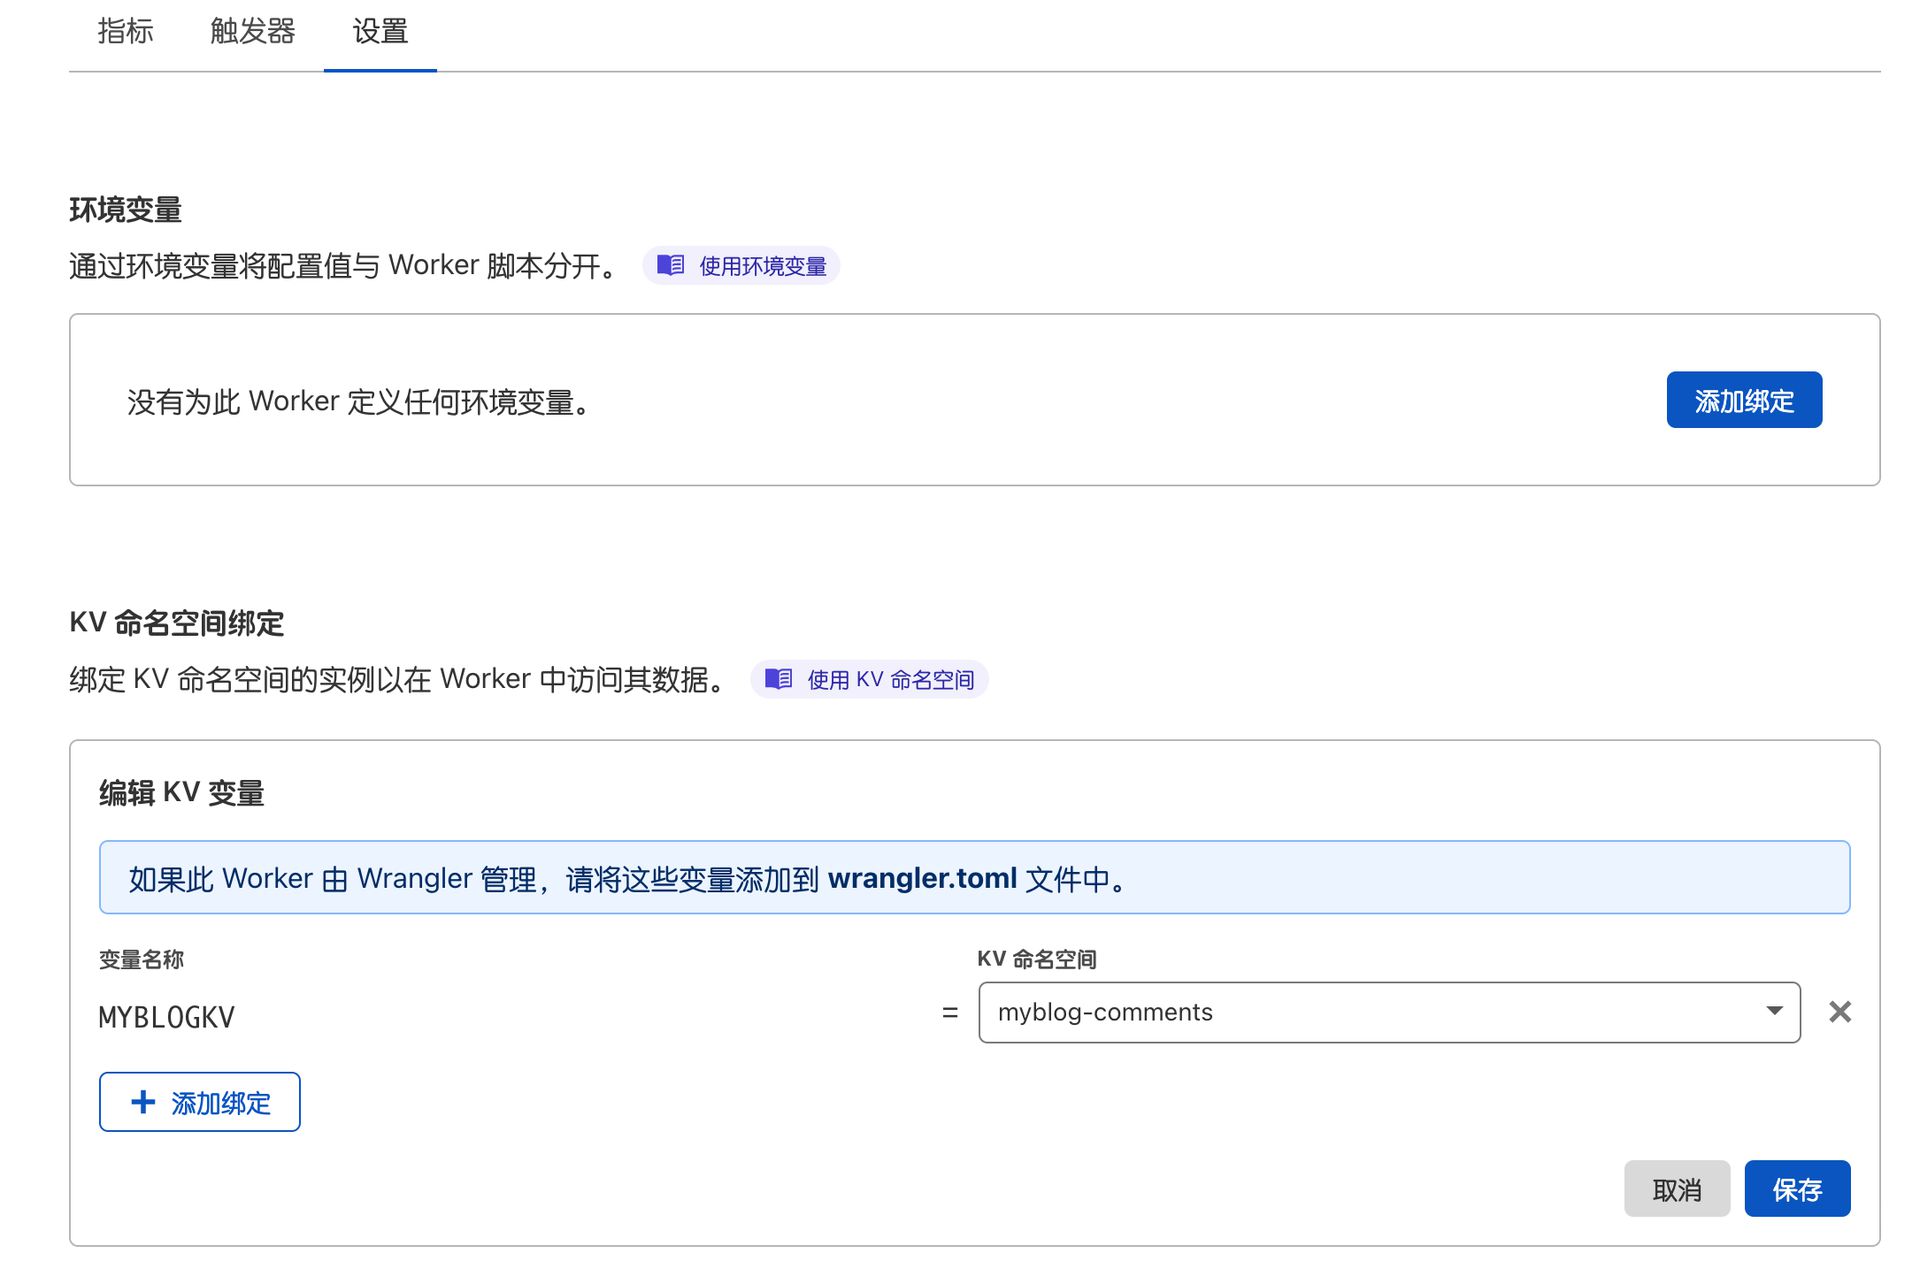 指标 触发器 设置
环境变量
通过环境变量将配置值与 Worker 脚本分开。 使用环境变量
没有为此 Worker 定义任何环境变量。 添加绑定
KV 命名空间绑定
绑定 KV 命名空间的实例以在 Worker 中访问其数据。 使用 KV 命名空间
编辑 KV 变量
如果此 Worker 由 Wrangler 管理，请将这些变量添加到 wrangler.toml 文件中。
变量名称 KV 命名空间
MYBLOGKV = myblog-comments
添加绑定
取消 保存